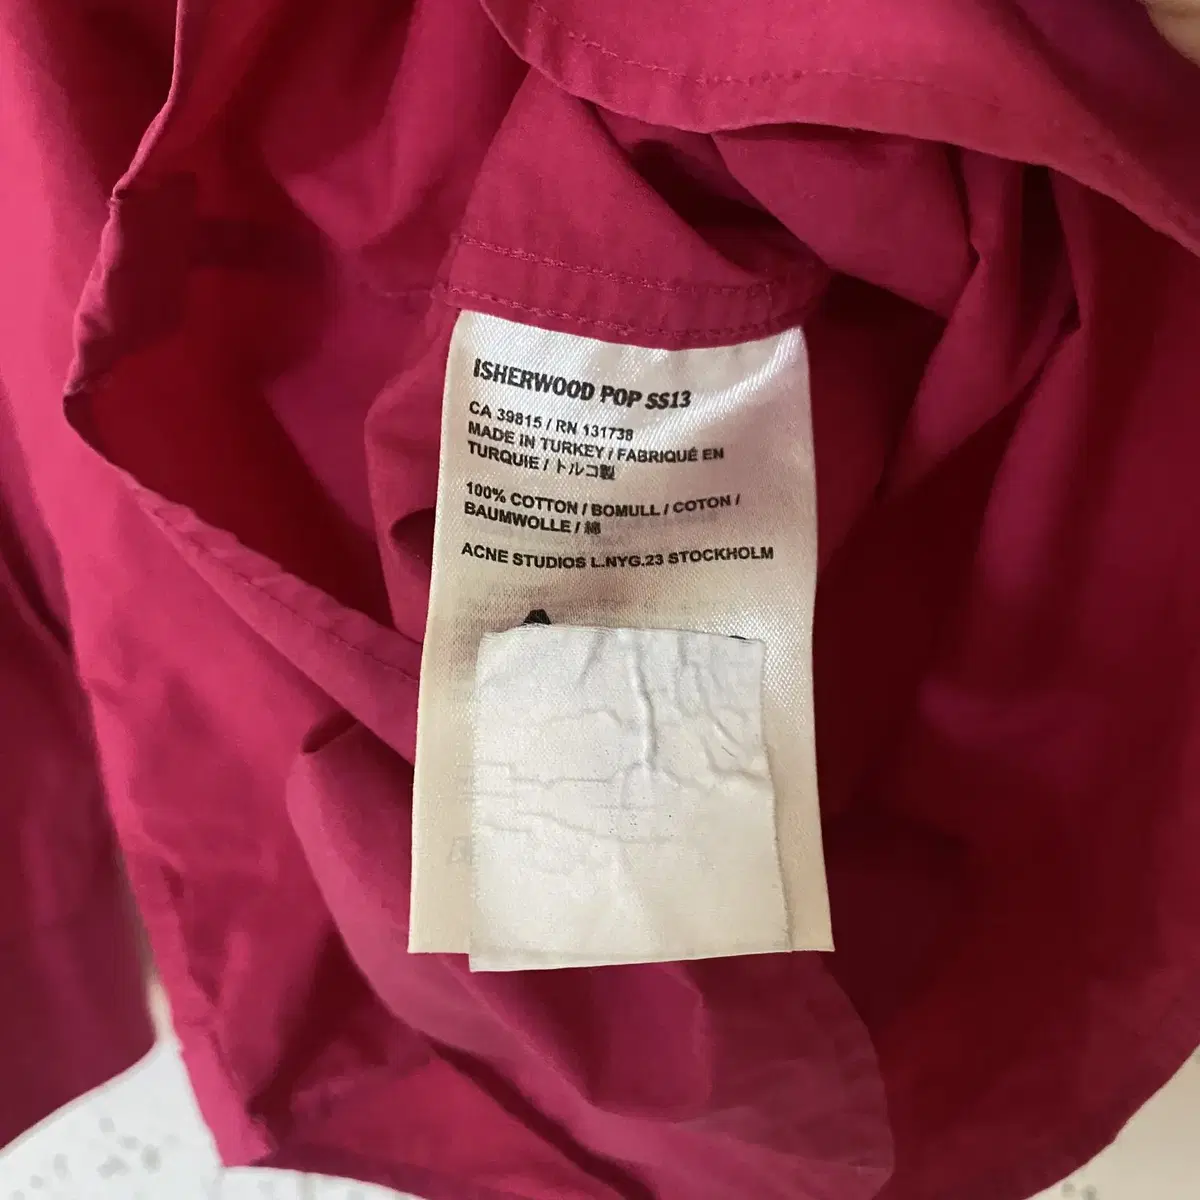 ISHERWOOD POP SS13
CA 39815 / RN 131738
MADE IN TURKEY / FABRIQUÉ EN
TURQUIE / トルコ製
100% COTTON / BOMULL / COTON /
BAUMWOLLE / 綿
ACNE STUDIOS L.NYG.23 STOCKHOLM